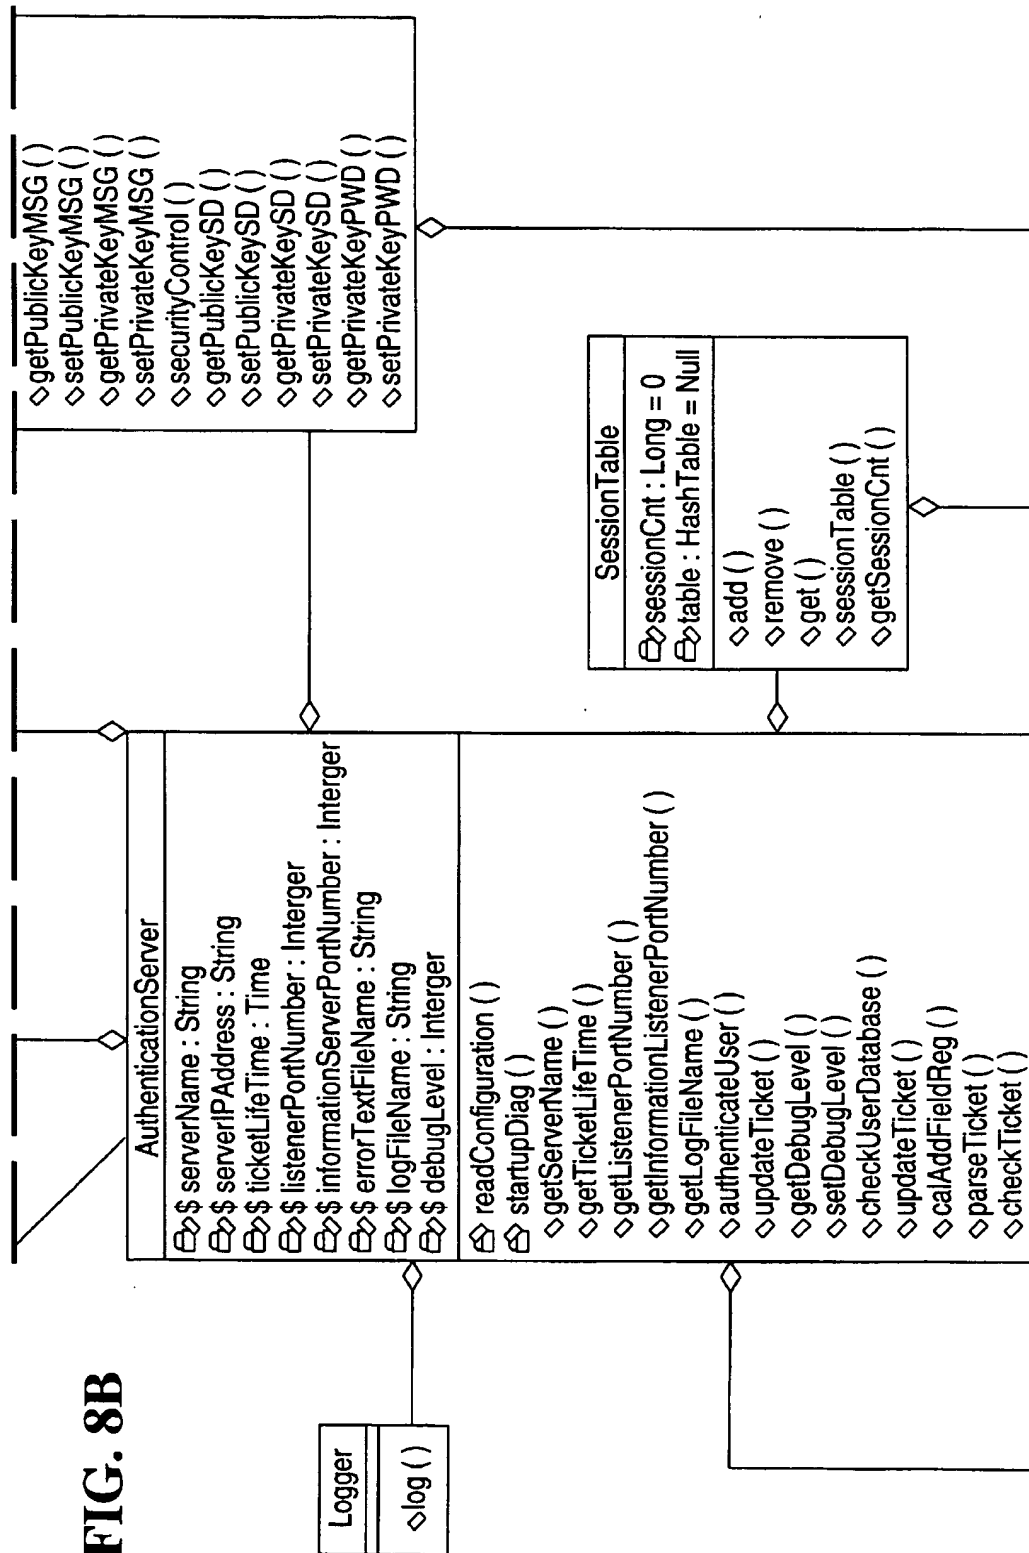 FIG. 8B
Logger
log ( )
AuthenticationServer
$ serverName : String
$ serverIPAddress : String
$ ticketLifeTime : Time
$ listenerPortNumber : Interger
$ informationServerPortNumber : Interger
$ errorTextFileName : String
$ logFileName : String
$ debugLevel : Interger
readConfiguration ( )
startupDiag ( )
getServerName ( )
getTicketLifeTime ( )
getListenerPortNumber ( )
getInformationListenerPortNumber ( )
getLogFileName ( )
authenticateUser ( )
updateTicket ( )
getDebugLevel ( )
setDebugLevel ( )
checkUserDatabase ( )
updateTicket ( )
calAddFieldReg ( )
parseTicket ( )
checkTicket ( )
getPublicKeyMSG ( )
setPublicKeyMSG ( )
getPrivateKeyMSG ( )
setPrivateKeyMSG ( )
securityControl ( )
getPublicKeySD ( )
setPublicKeySD ( )
getPrivateKeySD ( )
setPrivateKeySD ( )
getPrivateKeyPWD ( )
setPrivateKeyPWD ( )
SessionTable
sessionCnt : Long = 0
table : HashTable = Null
add ( )
remove ( )
get ( )
sessionTable ( )
getSessionCnt ( )